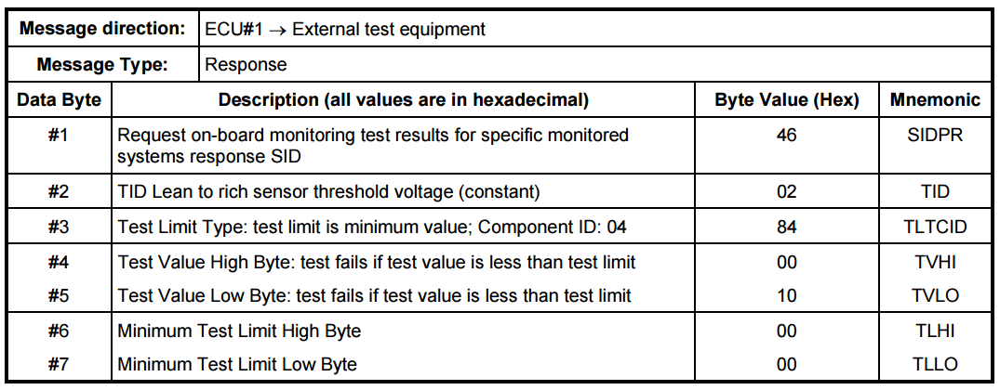 Message direction: ECU#1 → External test equipment
Message Type: Response
Data Byte Description (all values are in hexadecimal) Byte Value (Hex) Mnemonic
#1 Request on-board monitoring test results for specific monitored 46 SIDPR
systems response SID
#2 TID Lean to rich sensor threshold voltage (constant) 02 TID
#3 Test Limit Type: test limit is minimum value; Component ID: 04 84 TLTCID
#4 Test Value High Byte: test fails if test value is less than test limit 00 TVHI
#5 Test Value Low Byte: test fails if test value is less than test limit 10 TVLO
#6 Minimum Test Limit High Byte 00 TLHI
#7 Minimum Test Limit Low Byte 00 TLLO